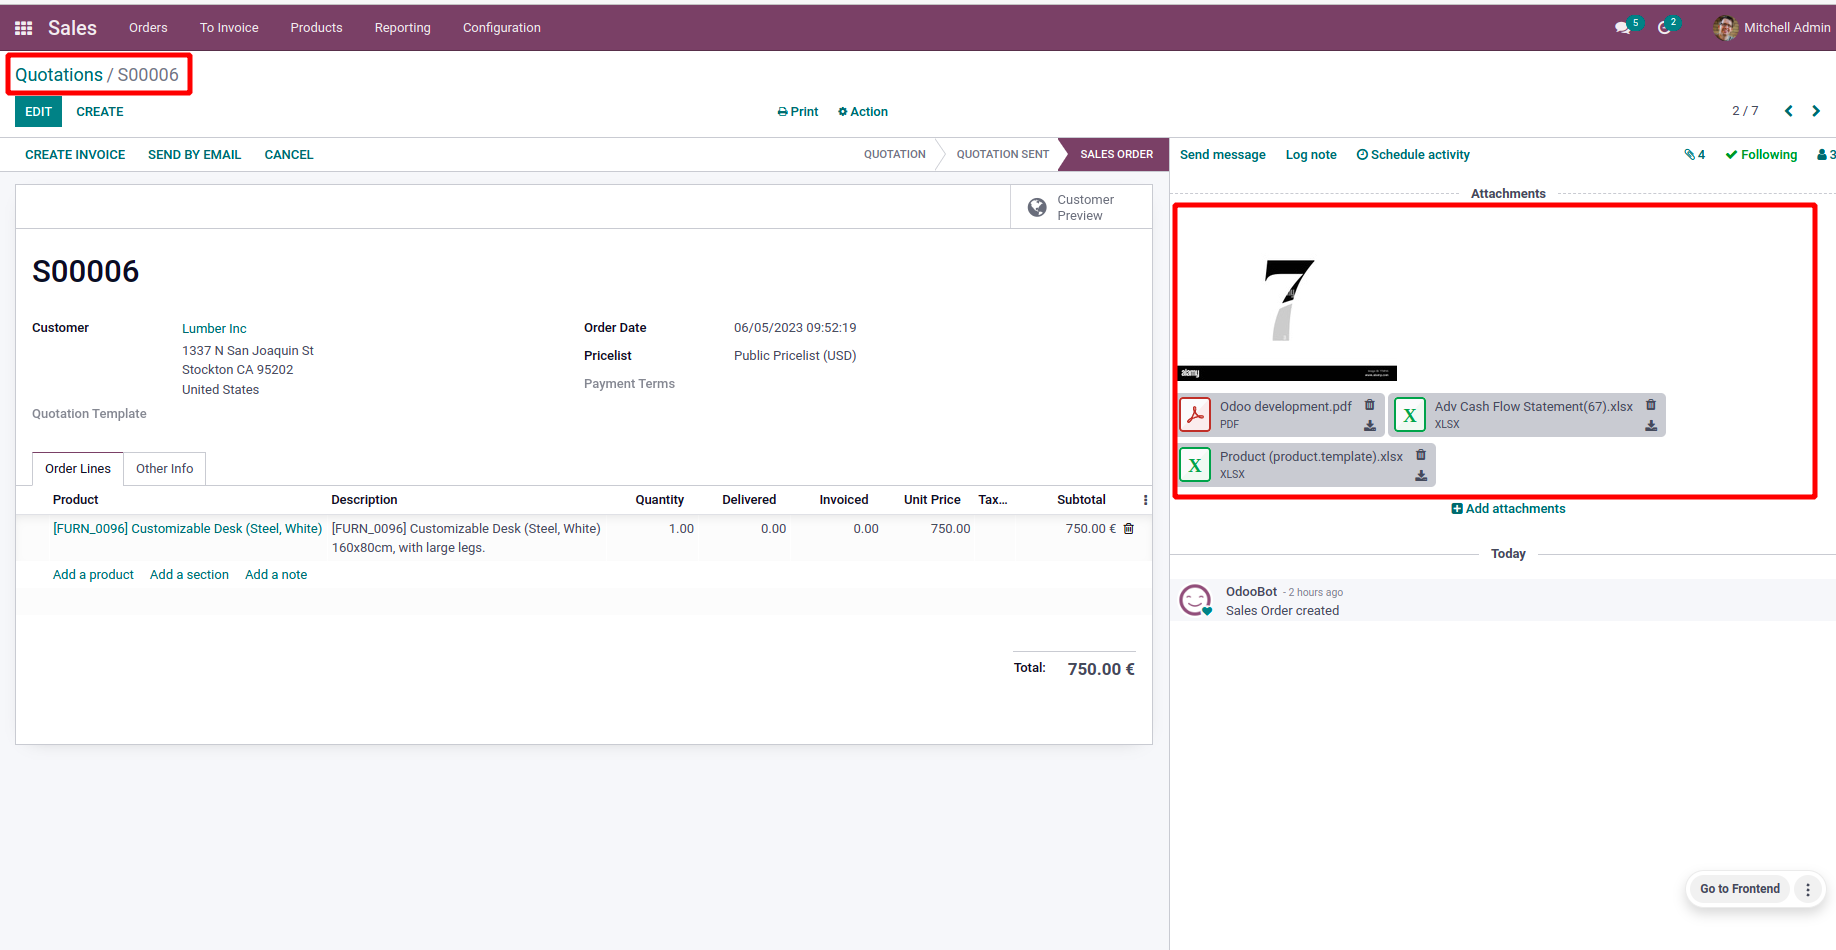 Sales
Orders
To Invoice
Products
Reporting
Configuration
5
2
Mitchell Admin
Quotations / S00006
EDIT
CREATE
Print
Action
2 / 7
CREATE INVOICE
SEND BY EMAIL
CANCEL
QUOTATION
QUOTATION SENT
SALES ORDER
Send message
Log note
Schedule activity
4
Following
3
Customer
Preview
S00006
Customer
Lumber Inc
1337 N San Joaquin St
Stockton CA 95202
United States
Quotation Template
Order Date
06/05/2023 09:52:19
Pricelist
Public Pricelist (USD)
Payment Terms
Order Lines
Other Info
Product
Description
Quantity
Delivered
Invoiced
Unit Price
Tax...
Subtotal
[FURN_0096] Customizable Desk (Steel, White)
[FURN_0096] Customizable Desk (Steel, White)
160x80cm, with large legs.
1.00
0.00
0.00
750.00
750.00 €
Add a product
Add a section
Add a note
Total:
750.00 €
Attachments
7
alamy
www.alamy.com
Odoo development.pdf
PDF
X
Adv Cash Flow Statement(67).xlsx
XLSX
X
Product (product.template).xlsx
XLSX
Add attachments
Today
OdooBot - 2 hours ago
Sales Order created
Go to Frontend